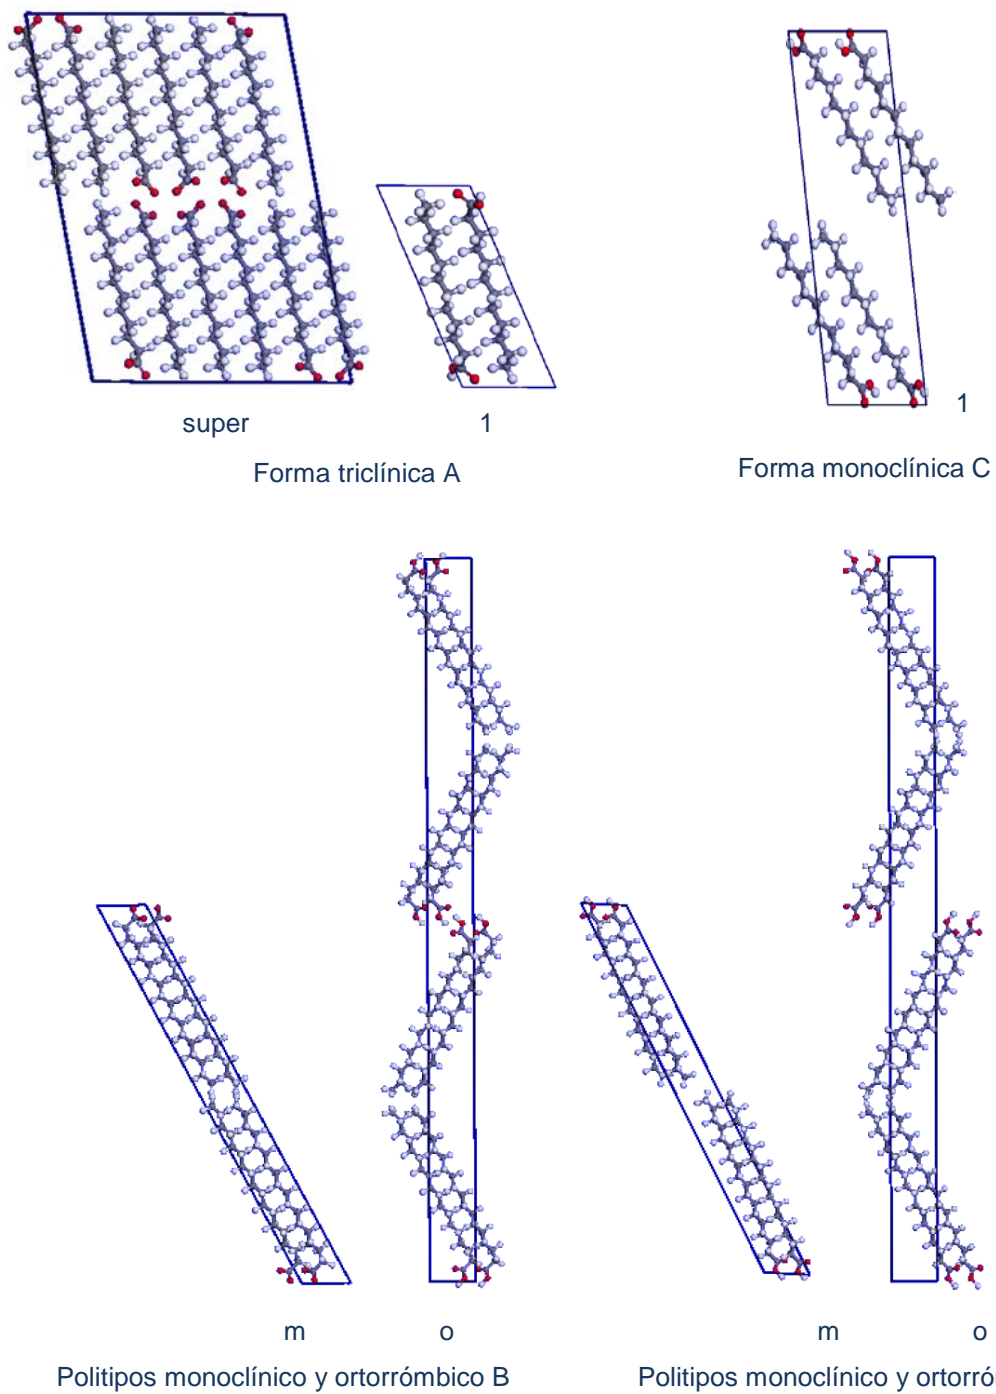 super 1
Forma triclínica A
1
Forma monoclínica C
m o
Politipos monoclínico y ortorrómbico B
m o
Politipos monoclínico y ortorró